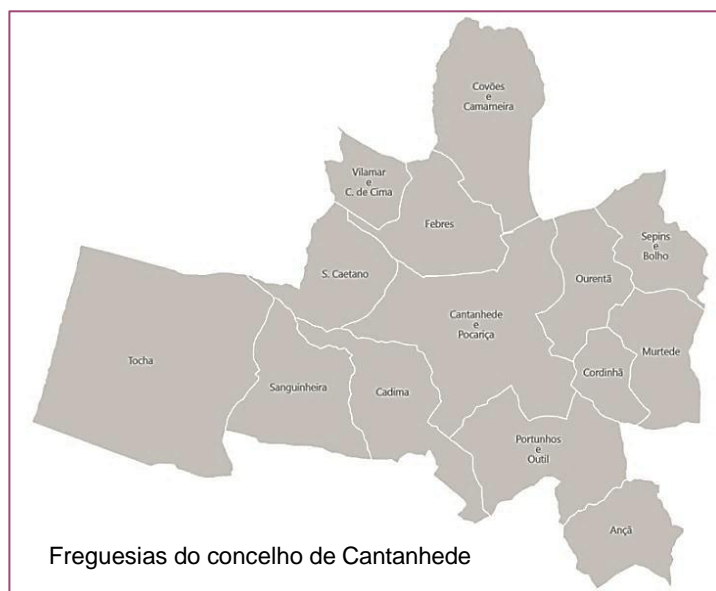 Covões
e
Camarneira
Vilamar
e
C. de Cima
Febres
Sepins
e
Bolho
S. Caetano
Ourentã
Cantanhede
e
Pocariça
Murtede
Tocha
Cordinhã
Sanguinheira
Cadima
Portunhos
e
Outil
Ançã
Freguesias do concelho de Cantanhede